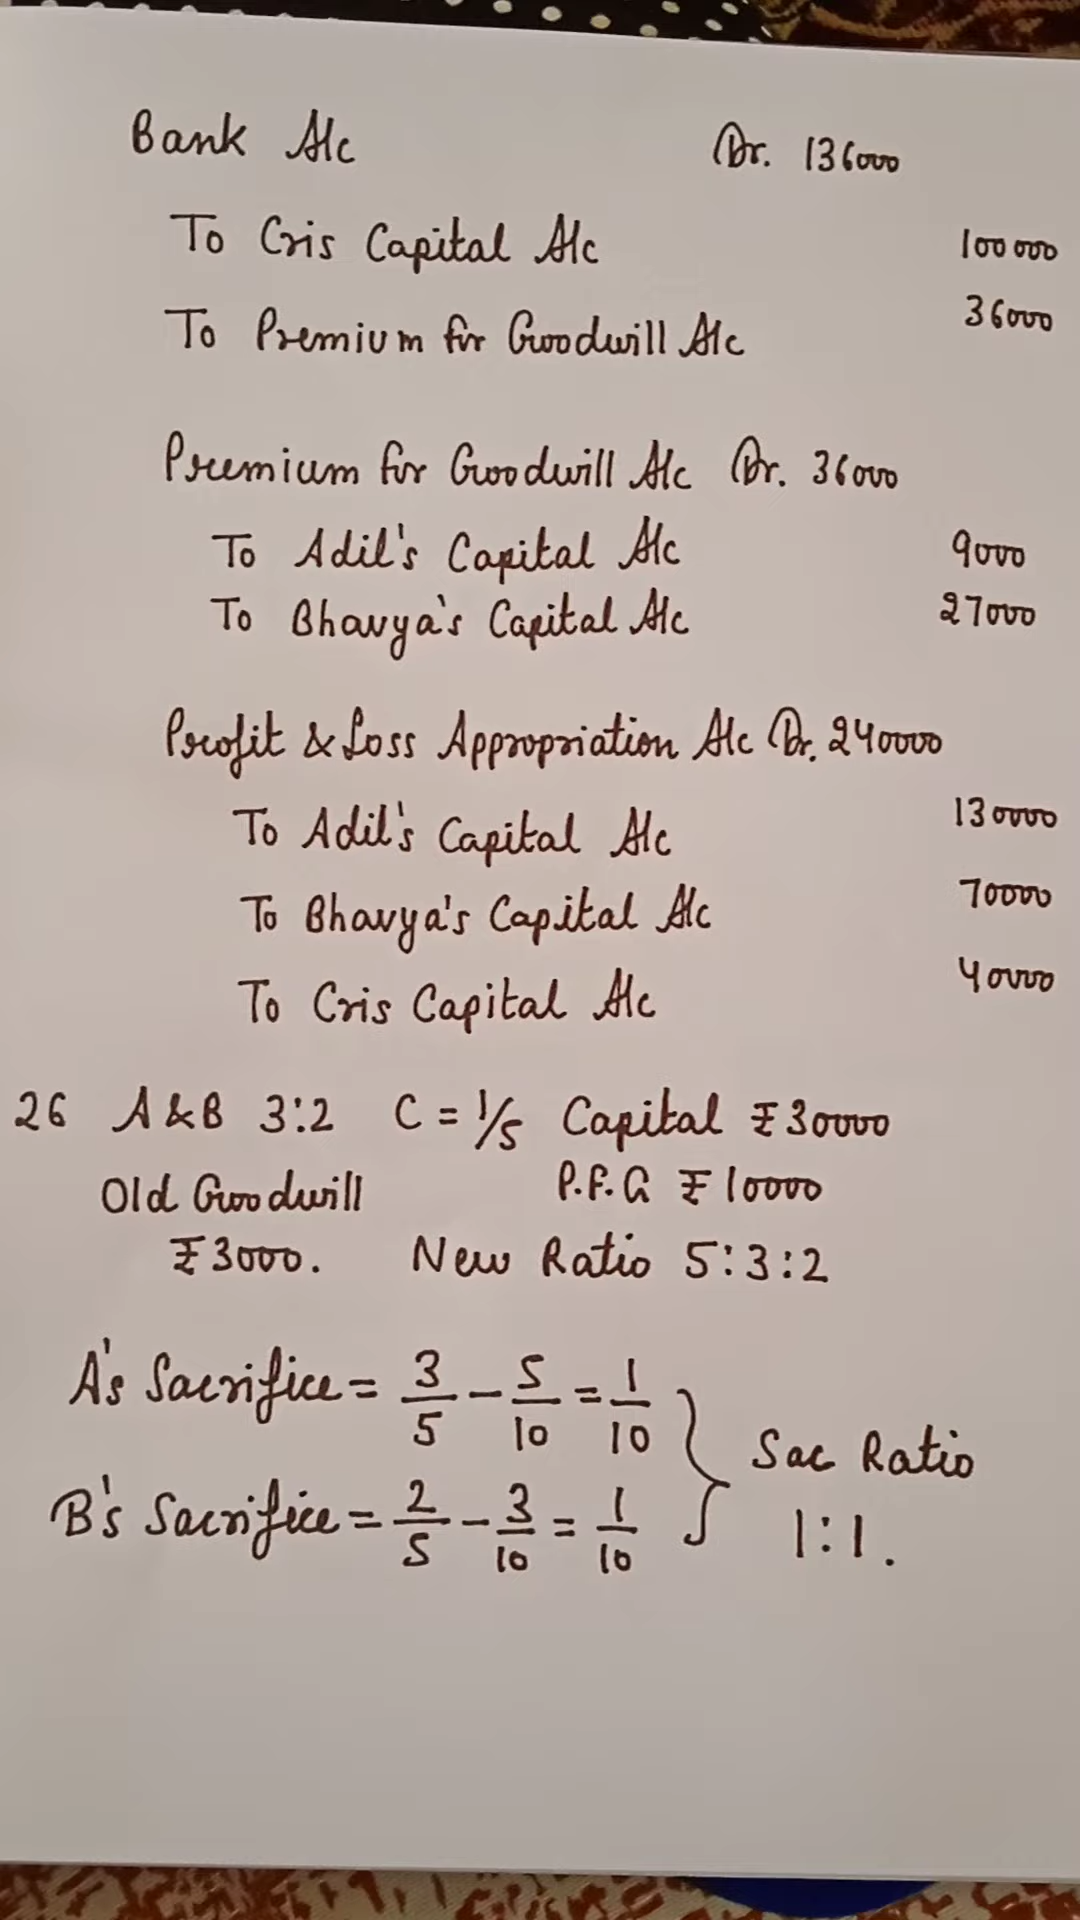 Bank A/c Dr. 136000
To Cris Capital A/c 100000
To Premium for Goodwill A/c 36000
Premium for Goodwill A/c Dr. 36000
To Adil's Capital A/c 9000
To Bhavya's Capital A/c 27000
Profit & Loss Appropriation A/c Dr. 240000
To Adil's Capital A/c 130000
To Bhavya's Capital A/c 70000
To Cris Capital A/c 40000
26 A & B 3:2 C = 1/5 Capital ₹30000
Old Goodwill P.F.G ₹10000
₹3000. New Ratio 5:3:2
A's Sacrifice = 3/5 - 5/10 = 1/10 } Sac Ratio
B's Sacrifice = 2/5 - 3/10 = 1/10 1:1.